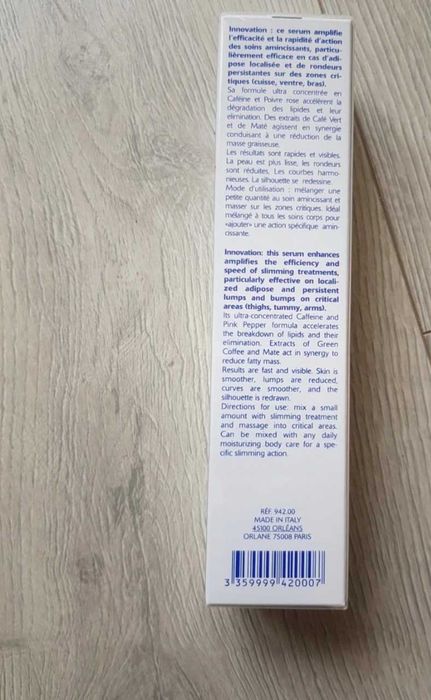 Innovation : ce serum amplifie
l'efficacité et la rapidité d'action
des soins amincissants, particu-
lièrement efficace en cas d'adi-
pose localisée et de rondeurs
persistantes sur des zones cri-
tiques (cuisse, ventre, bras).
Sa formule ultra concentrée en
Caféine et Poivre rose accélèrent la
dégradation des lipides et leur
élimination. Des extraits de Café Vert
et de Maté agissent en synergie
conduisant à une réduction de la
masse graisseuse.
Les résultats sont rapides et visibles.
La peau est plus lisse, les rondeurs
sont réduites. Les courbes harmo-
nieuses. La silhouette se redessine.
Mode d'utilisation : mélanger une
petite quantité au soin amincissant et
masser sur les zones critiques. Idéal
mélangé à tous les soins corps pour
«ajouter» une action spécifique amin-
cissante.
Innovation: this serum enhances
amplifies the efficiency and
speed of slimming treatments,
particularly effective on locali-
zed adipose and persistent
lumps and bumps on critical
areas (thighs, tummy, arms).
Its ultra-concentrated Caffeine and
Pink Pepper formula accelerates
the breakdown of lipids and their
elimination. Extracts of Green
Coffee and Mate act in synergy to
reduce fatty mass.
Results are fast and visible. Skin is
smoother, lumps are reduced,
curves are smoother, and the
silhouette is redrawn.
Directions for use: mix a small
amount with slimming treatment
and massage into critical areas.
Can be mixed with any daily
moisturizing body care for a spe-
cific slimming action.
RÉF. 942.00
MADE IN ITALY
45100 ORLÉANS
ORLANE 75008 PARIS
3 359999 420007